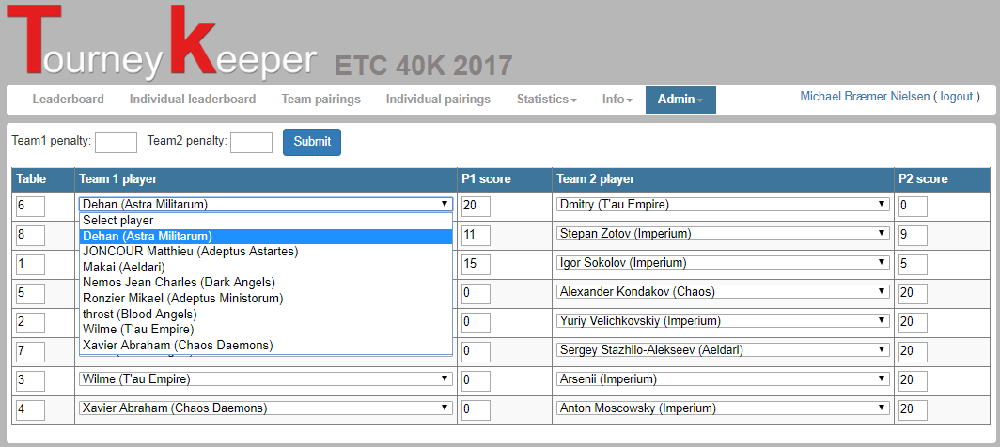 TourneyKeeper ETC 40K 2017
Leaderboard Individual leaderboard Team pairings Individual pairings Statistics Info Admin Michael Bræmer Nielsen ( logout )
Team1 penalty: Team2 penalty: Submit
Table Team 1 player P1 score Team 2 player P2 score
6 Dehan (Astra Militarum) 20 Dmitry (T'au Empire) 0
Select player
Dehan (Astra Militarum)
JONCOUR Matthieu (Adeptus Astartes)
Makai (Aeldari)
Nemos Jean Charles (Dark Angels)
Ronzier Mikael (Adeptus Ministorum)
throst (Blood Angels)
Wilme (T'au Empire)
Xavier Abraham (Chaos Daemons)
8 11 Stepan Zotov (Imperium) 9
1 15 Igor Sokolov (Imperium) 5
5 0 Alexander Kondakov (Chaos) 20
2 0 Yuriy Velichkovskiy (Imperium) 20
7 0 Sergey Stazhilo-Alekseev (Aeldari) 20
3 Wilme (T'au Empire) 0 Arsenii (Imperium) 20
4 Xavier Abraham (Chaos Daemons) 0 Anton Moscowsky (Imperium) 20